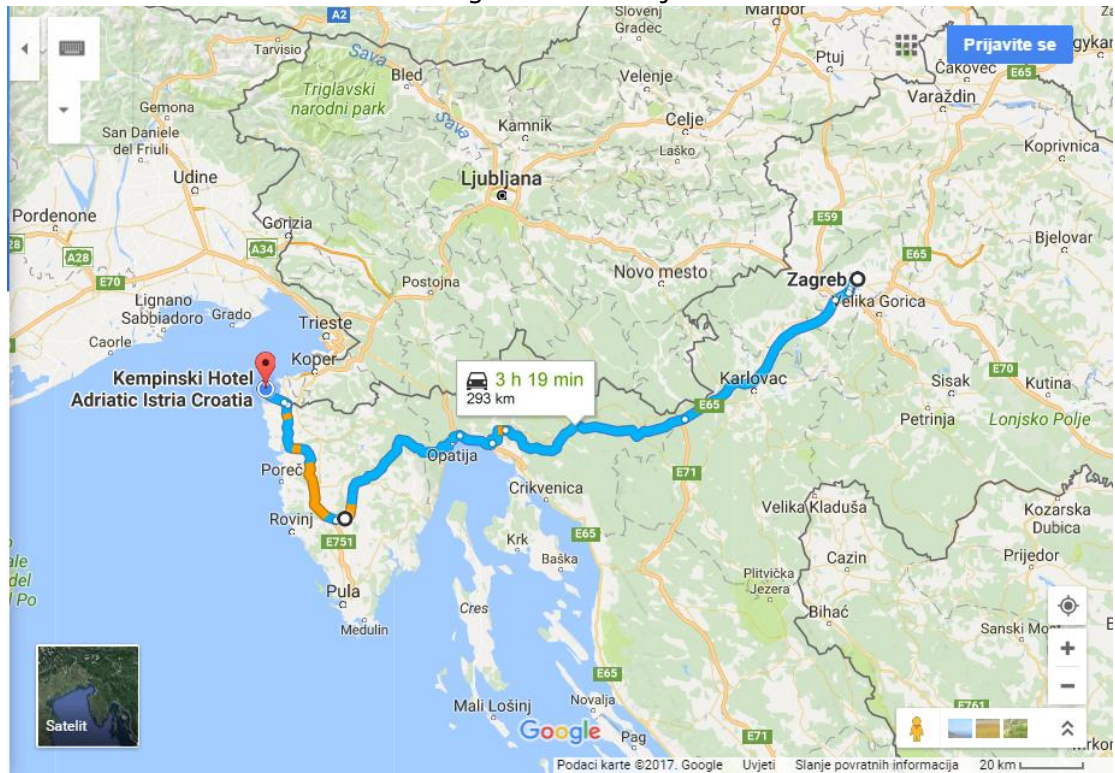 A2
Slovenj
Gradec
Maribor
Tarvisio
Sava
Bled
Ptuj
Prijavite se
Čakovec
E65
Triglavski
narodni park
Velenje
Varaždin
Gemona
Sava
Kamnik
Celje
Koprivnica
San Daniele
del Friuli
Laško
Udine
Ljubljana
Pordenone
Gorizia
E59
A28
A34
E65
Bjelovar
E70
Postojna
Novo mesto
Zagreb
Velika Gorica
Lignano
Sabbiadoro
Grado
Trieste
Caorle
Koper
Kempinski Hotel
Adriatic Istria Croatia
3 h 19 min
293 km
Karlovac
E65
Sisak
E70
Kutina
Petrinja
Lonjsko Polje
Opatija
Poreč
Crikvenica
E71
Rovinj
Velika Kladuša
Kozarska
Dubica
E751
E65
Krk
Baška
Cazin
Prijedor
Plitvička
Jezera
Pula
Cres
Bihać
Medulin
Sanski Most
E65
Mali Lošinj
Novalja
E761
Satelit
Google
Pag
E71
Podaci karte ©2017. Google
Uvjeti
Slanje povratnih informacija
20 km